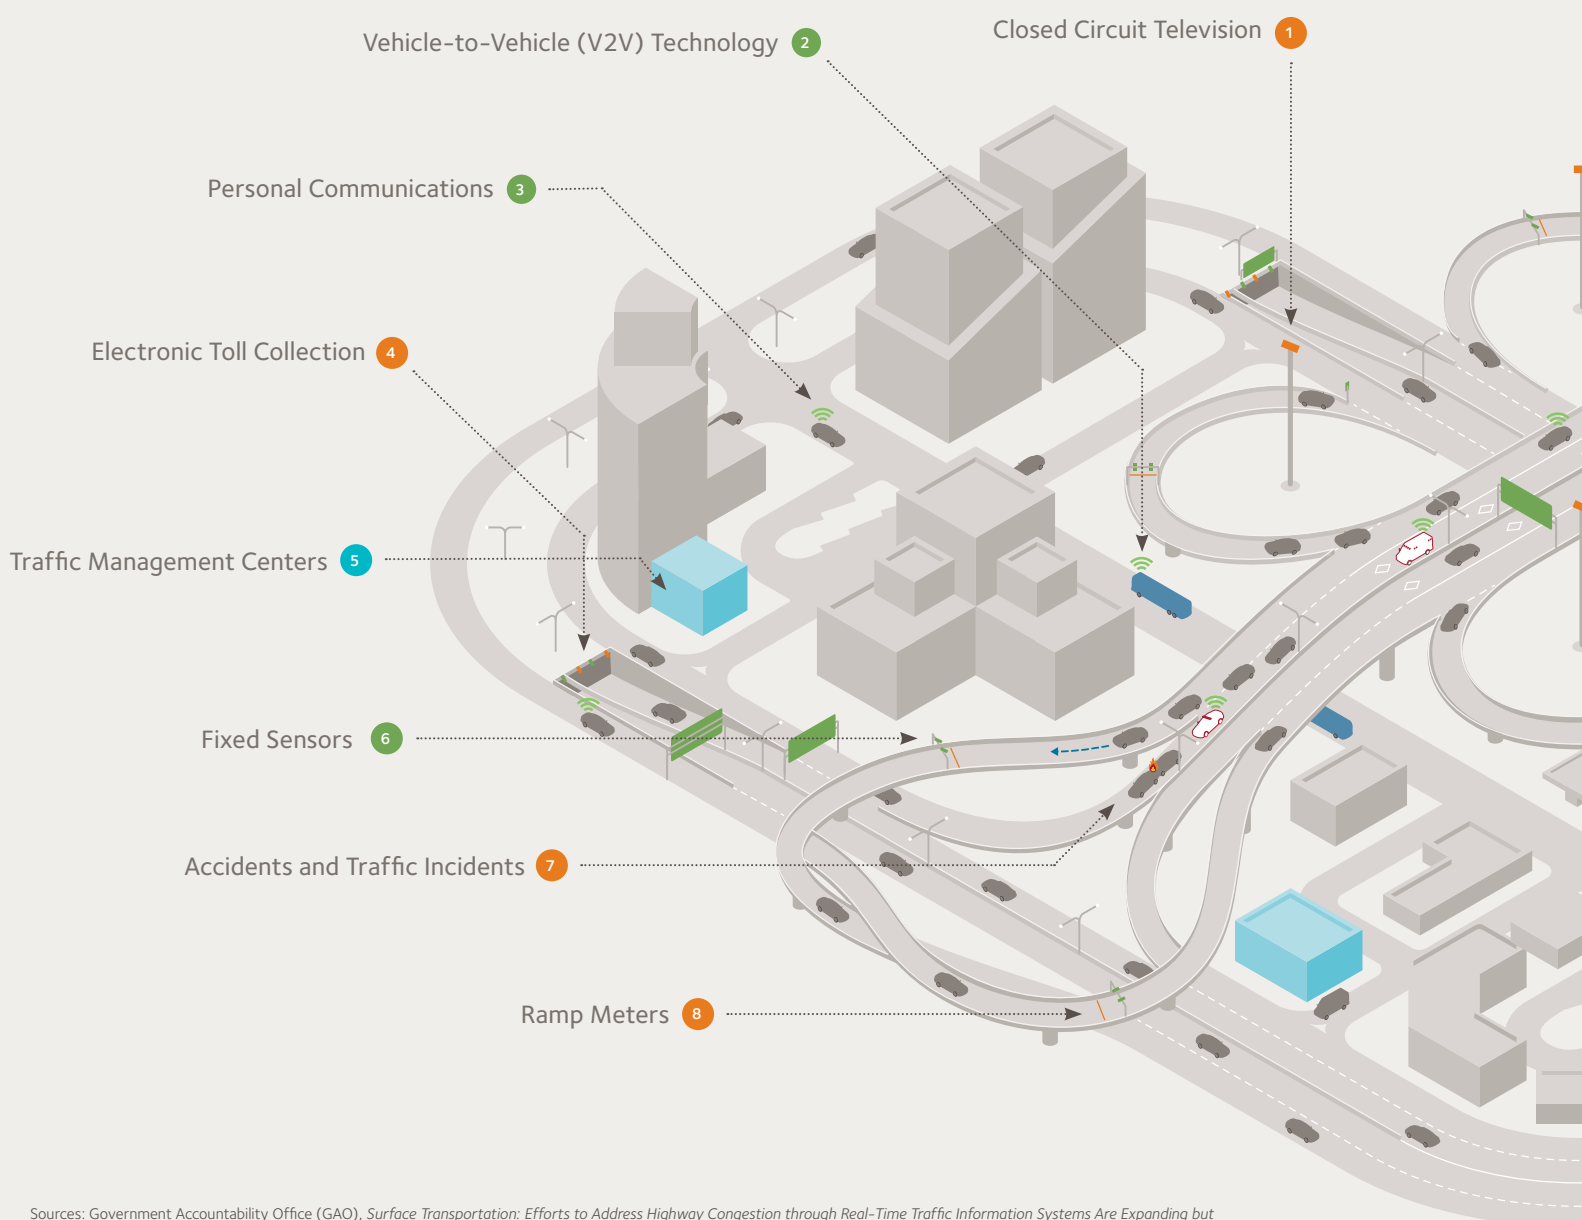 Closed Circuit Television 1
Vehicle-to-Vehicle (V2V) Technology 2
Personal Communications 3
Electronic Toll Collection 4
Traffic Management Centers 5
Fixed Sensors 6
Accidents and Traffic Incidents 7
Ramp Meters 8
Sources: Government Accountability Office (GAO), Surface Transportation: Efforts to Address Highway Congestion through Real-Time Traffic Information Systems Are Expanding but